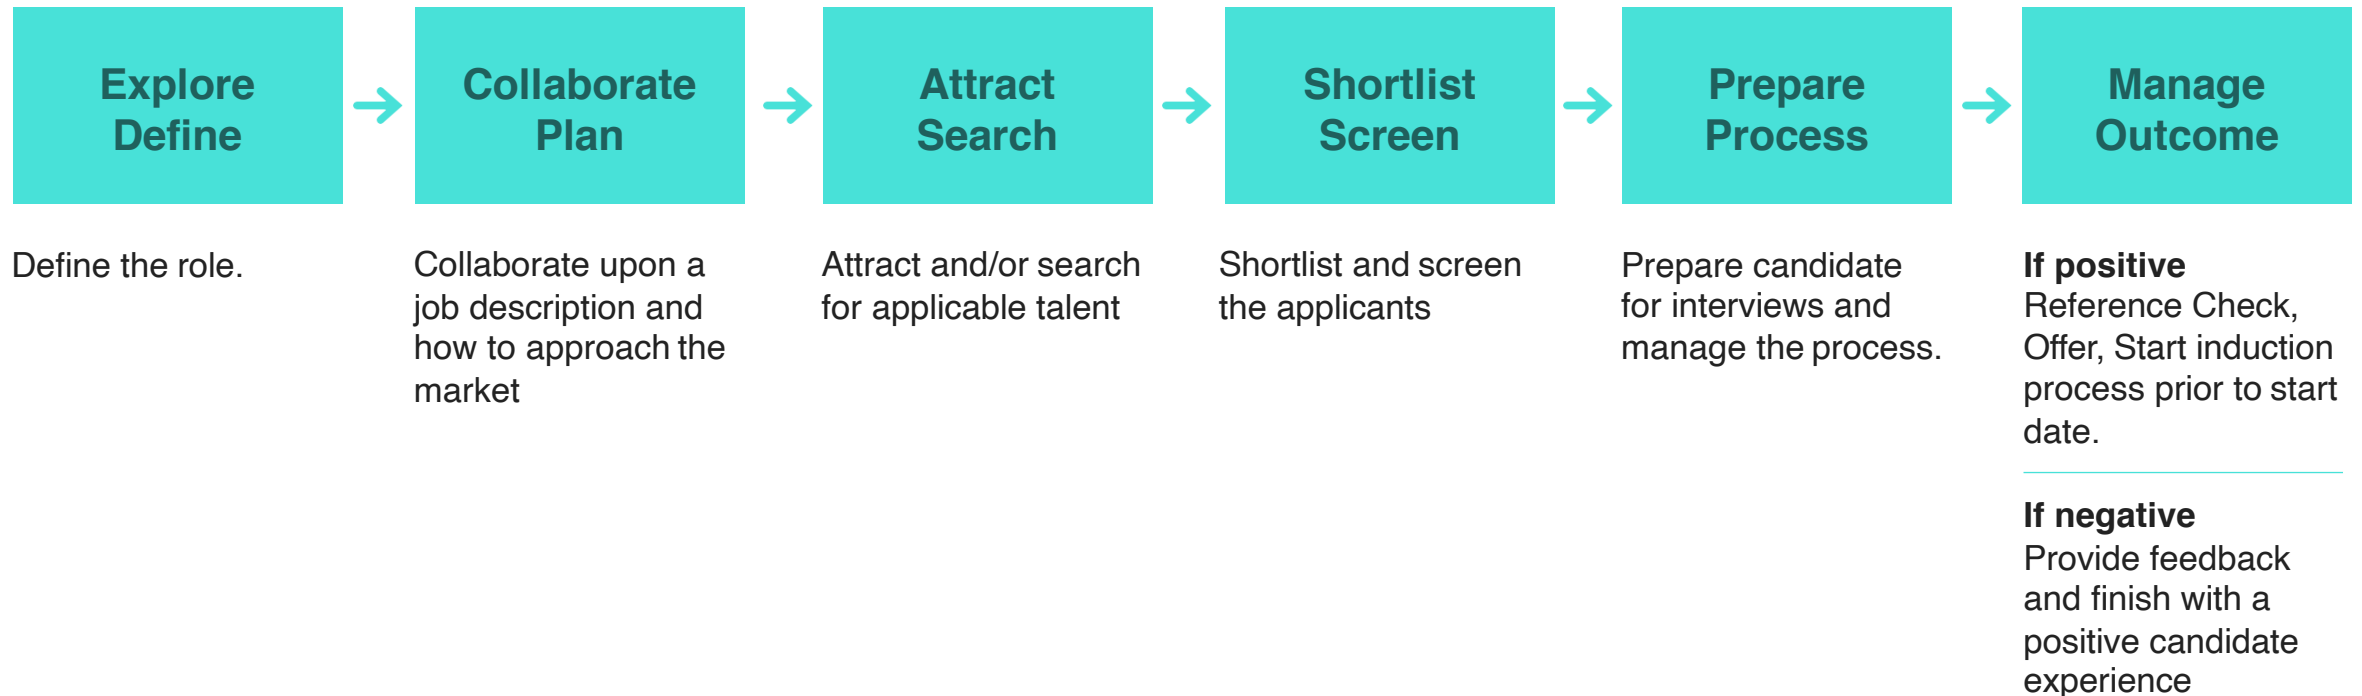 Explore
Define
Collaborate
Plan
Attract
Search
Shortlist
Screen
Prepare
Process
Manage
Outcome
Define the role.
Collaborate upon a
job description and
how to approach the
market
Attract and/or search
for applicable talent
Shortlist and screen
the applicants
Prepare candidate
for interviews and
manage the process.
If positive
Reference Check,
Offer, Start induction
process prior to start
date.
If negative
Provide feedback
and finish with a
positive candidate
experience